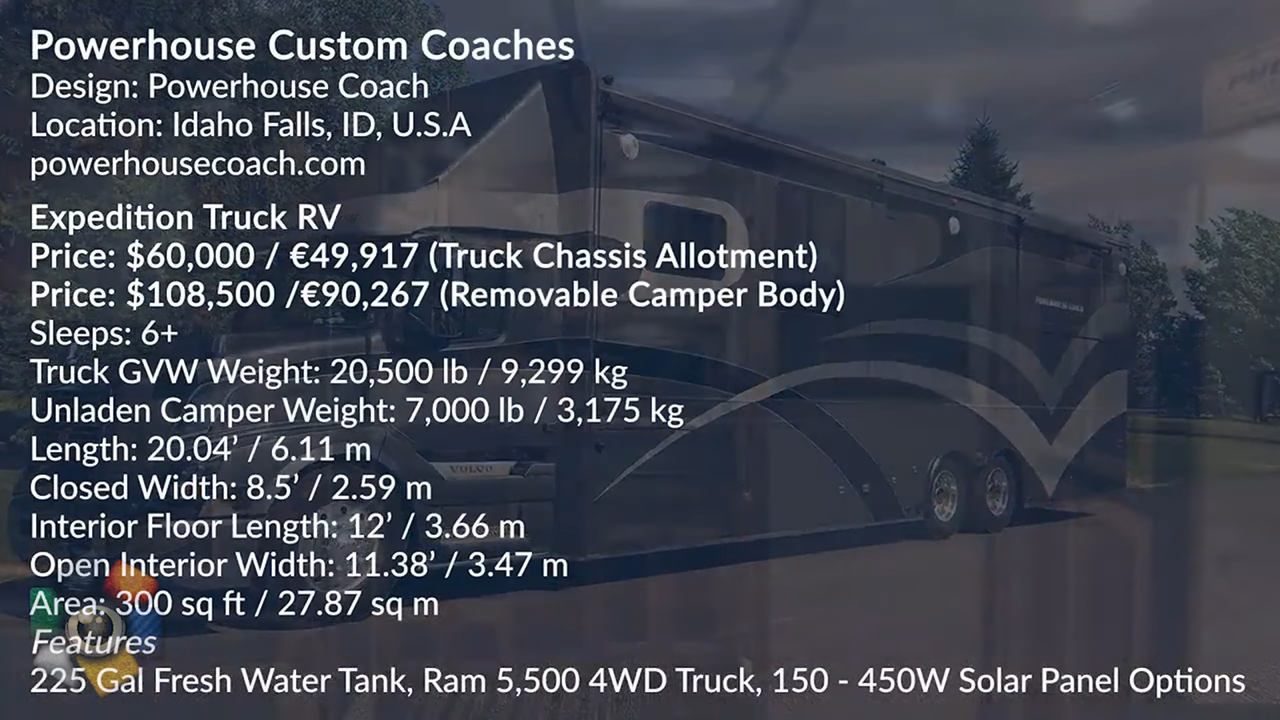 Powerhouse Custom Coaches
Design: Powerhouse Coach
Location: Idaho Falls, ID, U.S.A
powerhousecoach.com
Expedition Truck RV
Price: $60,000 / €49,917 (Truck Chassis Allotment)
Price: $108,500 /€90,267 (Removable Camper Body)
Sleeps: 6+
Truck GVW Weight: 20,500 lb / 9,299 kg
Unladen Camper Weight: 7,000 lb / 3,175 kg
Length: 20.04’ / 6.11 m
VOLVO
Closed Width: 8.5’ / 2.59 m
Interior Floor Length: 12’ / 3.66 m
Open Interior Width: 11.38’ / 3.47 m
Area: 300 sq ft / 27.87 sq m
Features
225 Gal Fresh Water Tank, Ram 5,500 4WD Truck, 150 - 450W Solar Panel Options